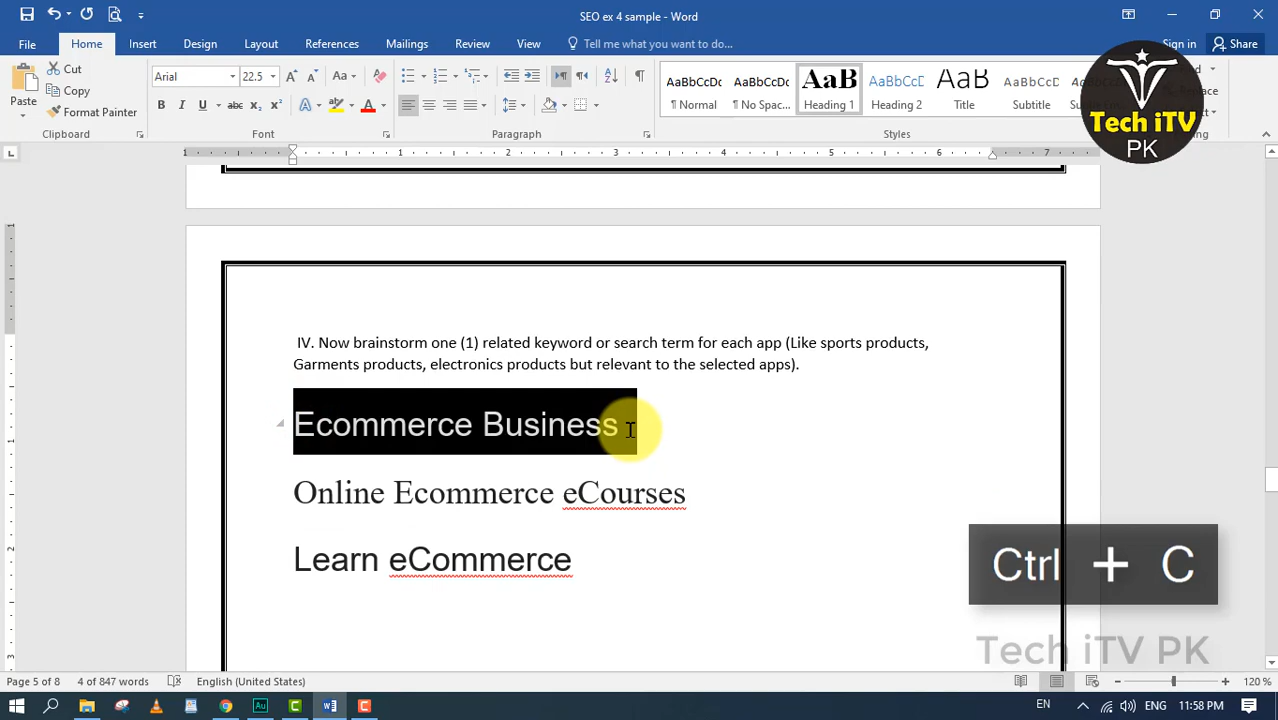 SEO ex 4 sample - Word
File Home Insert Design Layout References Mailings Review View Tell me what you want to do... Sign in Share
Cut
Copy
Format Painter
Paste
Clipboard
Arial 22.5
Font
Paragraph
AaBbCcDc AaBbCcDc AaB AaBbCcD AaB AaBbCcD
¶ Normal ¶ No Spac... Heading Heading 2 Title Subtitle
Styles
Tech iTV
PK
IV. Now brainstorm one (1) related keyword or search term for each app (Like sports products,
Garments products, electronics products but relevant to the selected apps).
Ecommerce Business
Online Ecommerce eCourses
Learn eCommerce
Ctrl + C
Tech iTV PK
Page 5 of 8 4 of 847 words English (United States) 120 %
EN ENG 11:58 PM